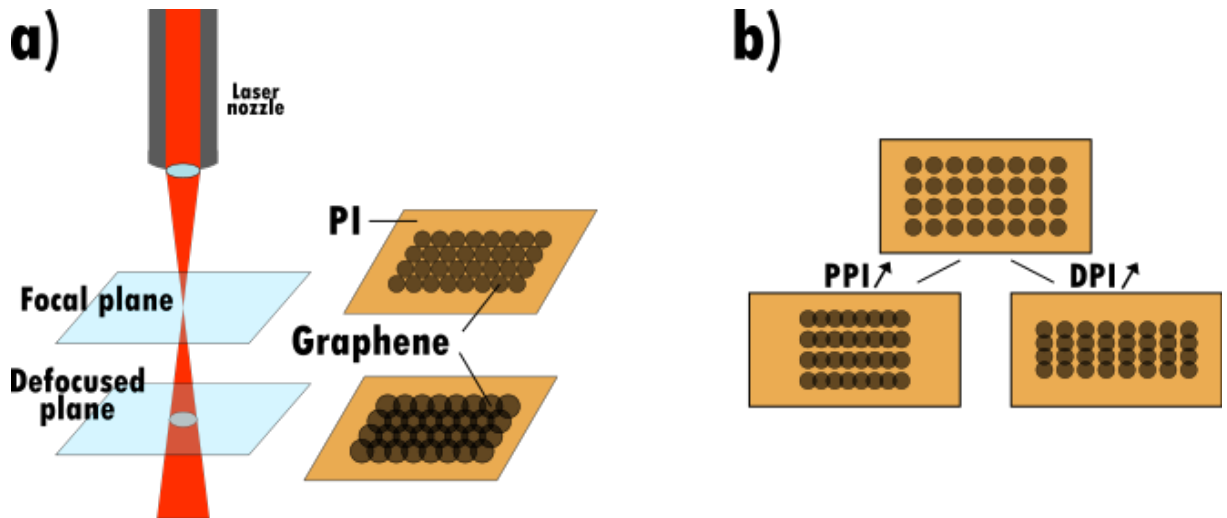 a)
Laser
nozzle
PI
Focal plane
Graphene
Defocused
plane
b)
PPI↗
DPI↗